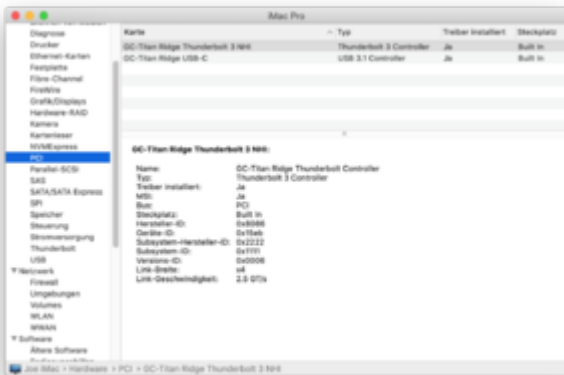 iMac Pro
Diagnose
Drucker
Ethernet-Karten
Festplatte
Fibre-Channel
FireWire
Grafik/Displays
Hardware-RAID
Kamera
Kartenleser
NVMExpress
PCI
Parallel-SCSI
SAS
SATA/SATA Express
SPI
Speicher
Steuerung
Stromversorgung
Thunderbolt
USB
Netzwerk
Firewall
Umgebungen
Volumes
WLAN
WWAN
Software
Ältere Software
Karte Typ Treiber installiert Steckplatz
GC-Titan Ridge Thunderbolt 3 NHI Thunderbolt 3 Controller Ja Built In
GC-Titan Ridge USB-C USB 3.1 Controller Ja Built In
GC-Titan Ridge Thunderbolt 3 NHI:
Name: GC-Titan Ridge Thunderbolt Controller
Typ: Thunderbolt 3 Controller
Treiber installiert: Ja
MSI: Ja
Bus: PCI
Steckplatz: Built In
Hersteller-ID: 0x8086
Geräte-ID: 0x15eb
Subsystem-Hersteller-ID: 0x2222
Subsystem-ID: 0x1111
Versions-ID: 0x0006
Link-Breite: x4
Link-Geschwindigkeit: 2.5 GT/s
Joe iMac › Hardware › PCI › GC-Titan Ridge Thunderbolt 3 NHI